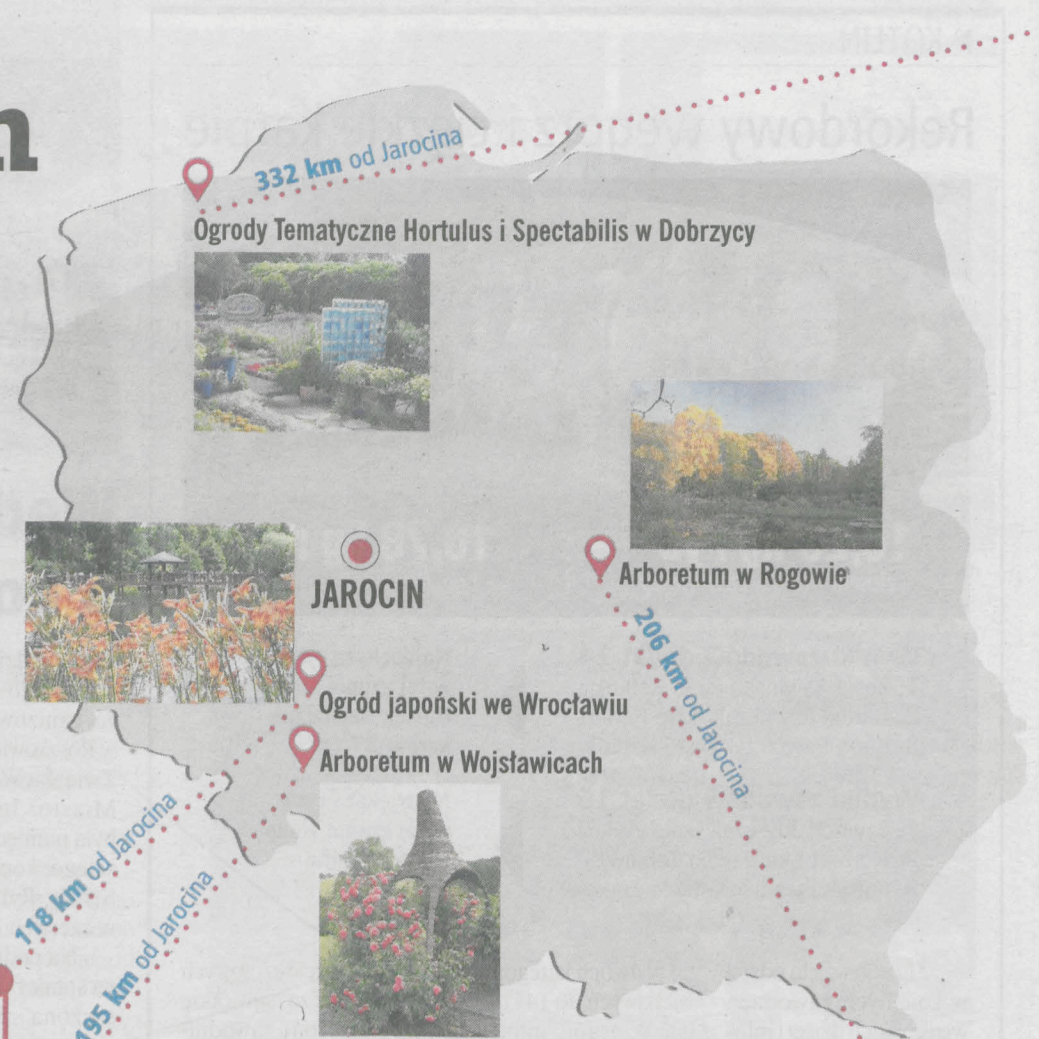 n
332 km od Jarocina
Ogrody Tematyczne Hortulus i Spectabilis w Dobrzycy
JAROCIN
Arboretum w Rogowie
206 km od Jarocina
Ogród japoński we Wrocławiu
Arboretum w Wojsławicach
118 km od Jarocina
195 km od Jarocina